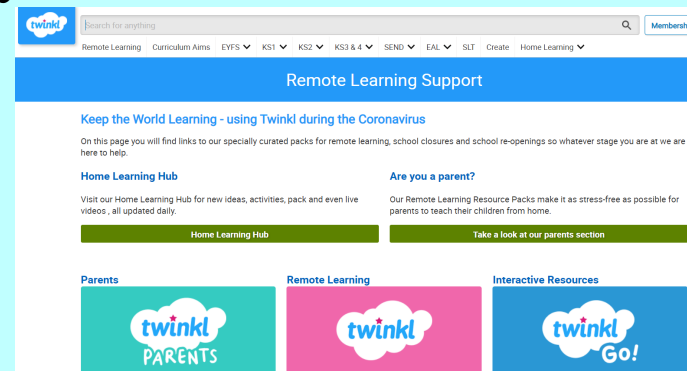 twinkl
Search for anything
Membersh
Remote Learning Curriculum Aims EYFS KS1 KS2 KS3 & 4 SEND EAL SLT Create Home Learning
Remote Learning Support
Keep the World Learning - using Twinkl during the Coronavirus
On this page you will find links to our specially curated packs for remote learning, school closures and school re-openings so whatever stage you are at we are
here to help.
Home Learning Hub
Visit our Home Learning Hub for new ideas, activities, pack and even live
videos , all updated daily.
Home Learning Hub
Are you a parent?
Our Remote Learning Resource Packs make it as stress-free as possible for
parents to teach their children from home.
Take a look at our parents section
Parents
twinkl
PARENTS
Remote Learning
twinkl
Interactive Resources
twinkl
Go!